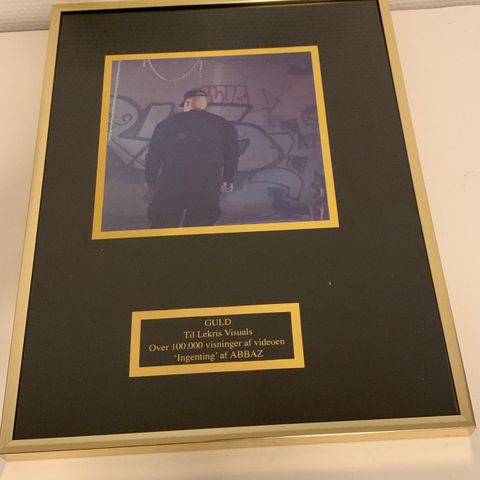 GULD
Til Lekris Visuals
Over 100.000 visninger af videoen
'Ingenting' af ABBAZ